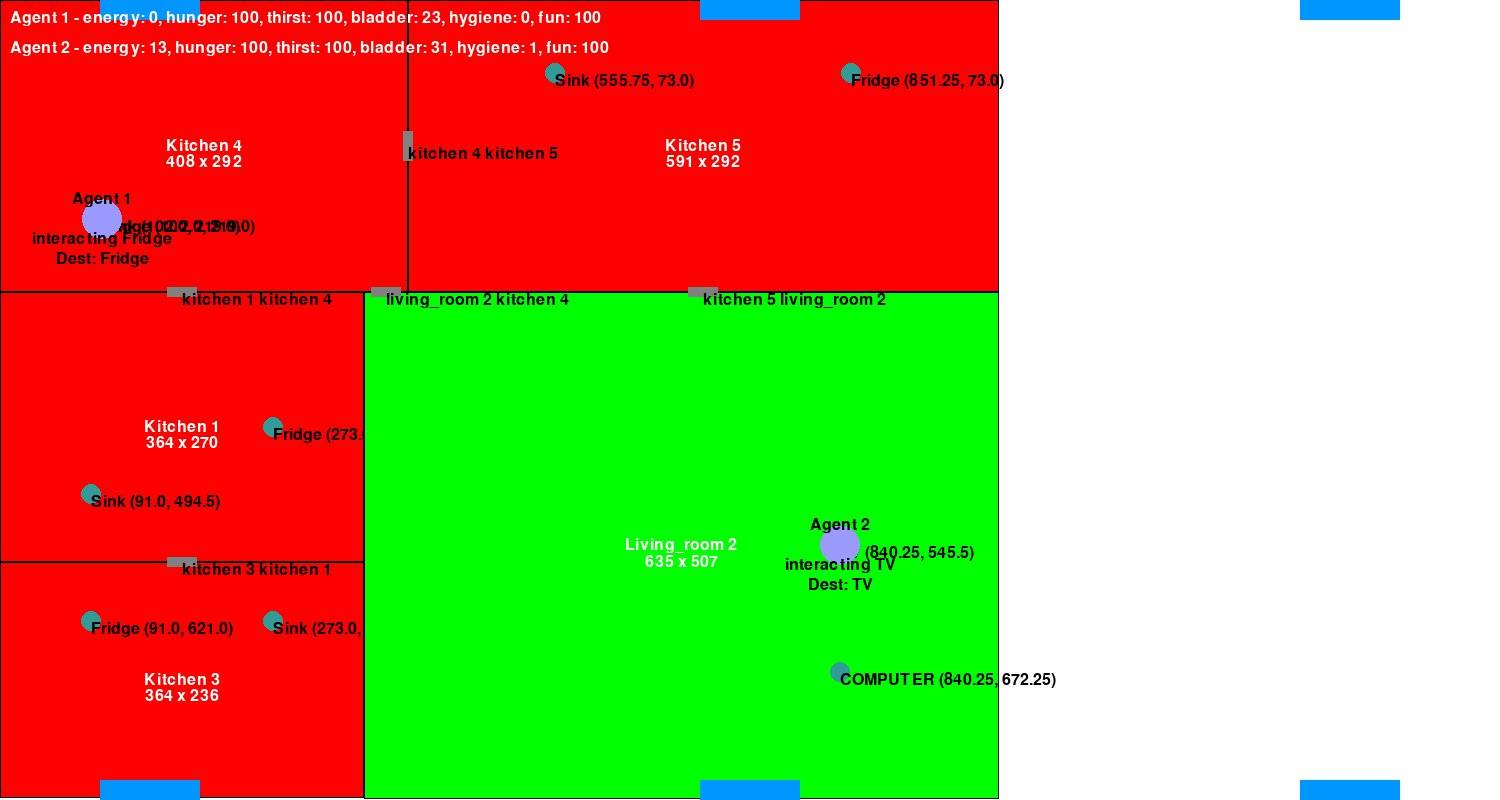 Agent 1 - energy: 0, hunger: 100, thirst: 100, bladder: 23, hygiene: 0, fun: 100
Agent 2 - energy: 13, hunger: 100, thirst: 100, bladder: 31, hygiene: 1, fun: 100
Sink (555.75, 73.0)
Fridge (851.25, 73.0)
Kitchen 4
408 x 292
kitchen 4 kitchen 5
Kitchen 5
591 x 292
Agent 1
interacting Fridge
Dest: Fridge
kitchen 1 kitchen 4
living_room 2 kitchen 4
kitchen 5 living_room 2
Kitchen 1
364 x 270
Fridge (273.
Sink (91.0, 494.5)
Agent 2
(840.25, 545.5)
interacting TV
Dest: TV
Living_room 2
635 x 507
kitchen 3 kitchen 1
Fridge (91.0, 621.0)
Sink (273.0,
Kitchen 3
364 x 236
COMPUTER (840.25, 672.25)